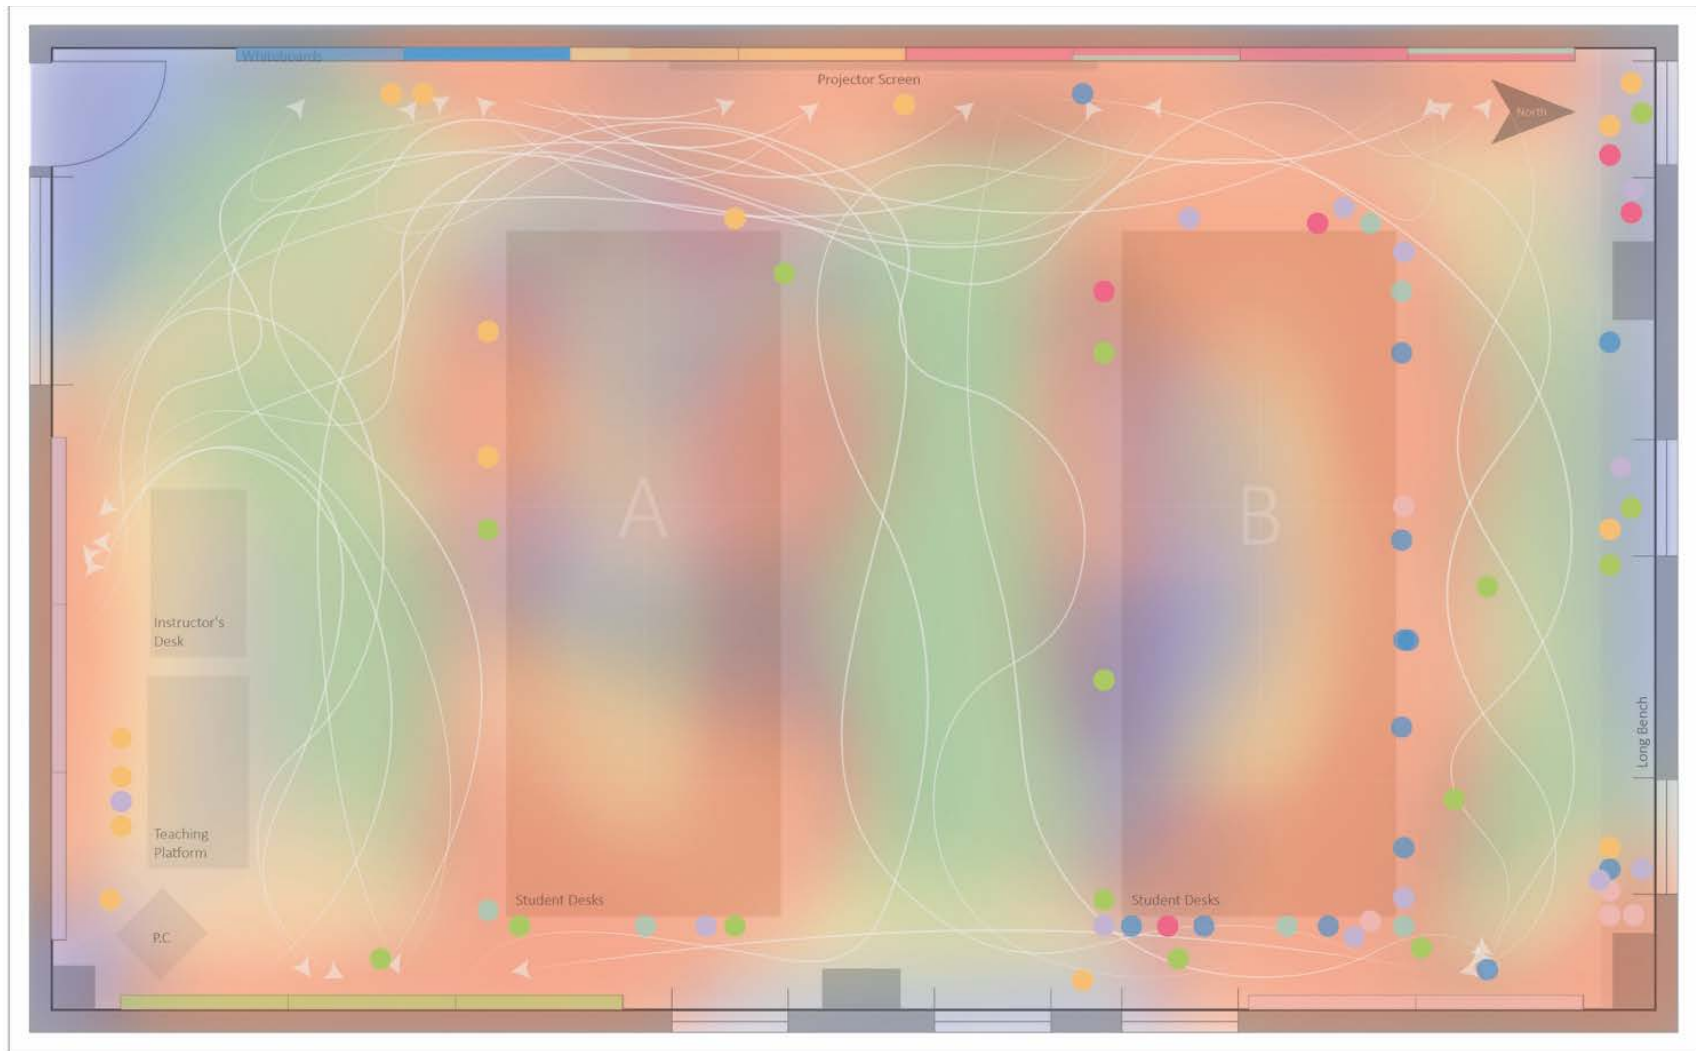 Whiteboards
Projector Screen
North
A
B
Instructor's
Desk
Teaching
Platform
P.C
Student Desks
Student Desks
Long Bench